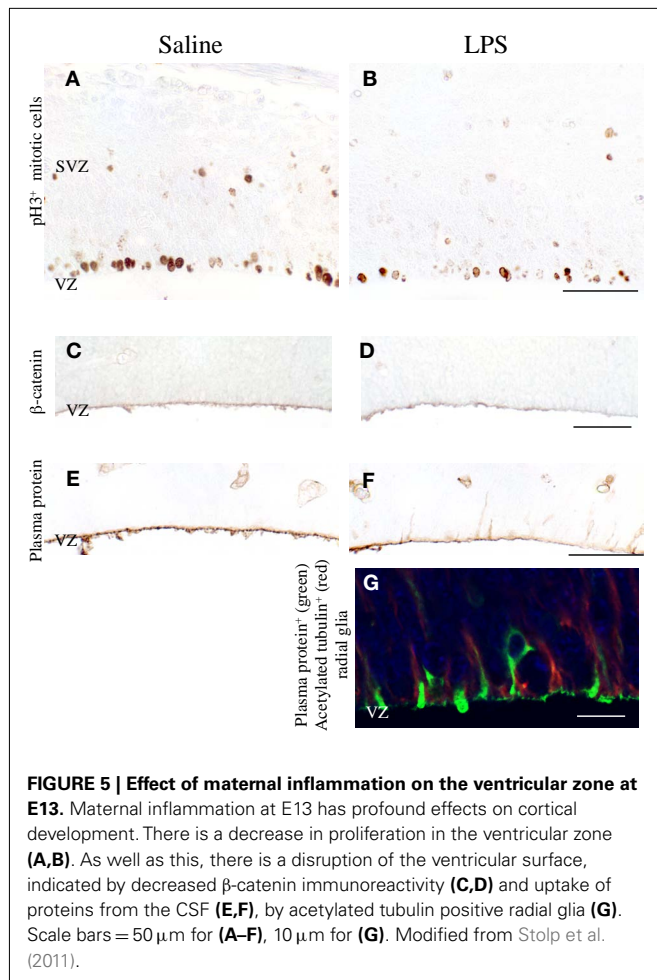 Saline
LPS
A
B
pH3⁺ mitotic cells
SVZ
VZ
C
D
β-catenin
VZ
E
F
Plasma protein
VZ
G
Plasma protein⁺ (green)
Acetylated tubulin⁺ (red)
radial glia
VZ
FIGURE 5 | Effect of maternal inflammation on the ventricular zone at
E13. Maternal inflammation at E13 has profound effects on cortical
development. There is a decrease in proliferation in the ventricular zone
(A,B). As well as this, there is a disruption of the ventricular surface,
indicated by decreased β-catenin immunoreactivity (C,D) and uptake of
proteins from the CSF (E,F), by acetylated tubulin positive radial glia (G).
Scale bars = 50 μm for (A–F), 10 μm for (G). Modified from Stolp et al.
(2011).